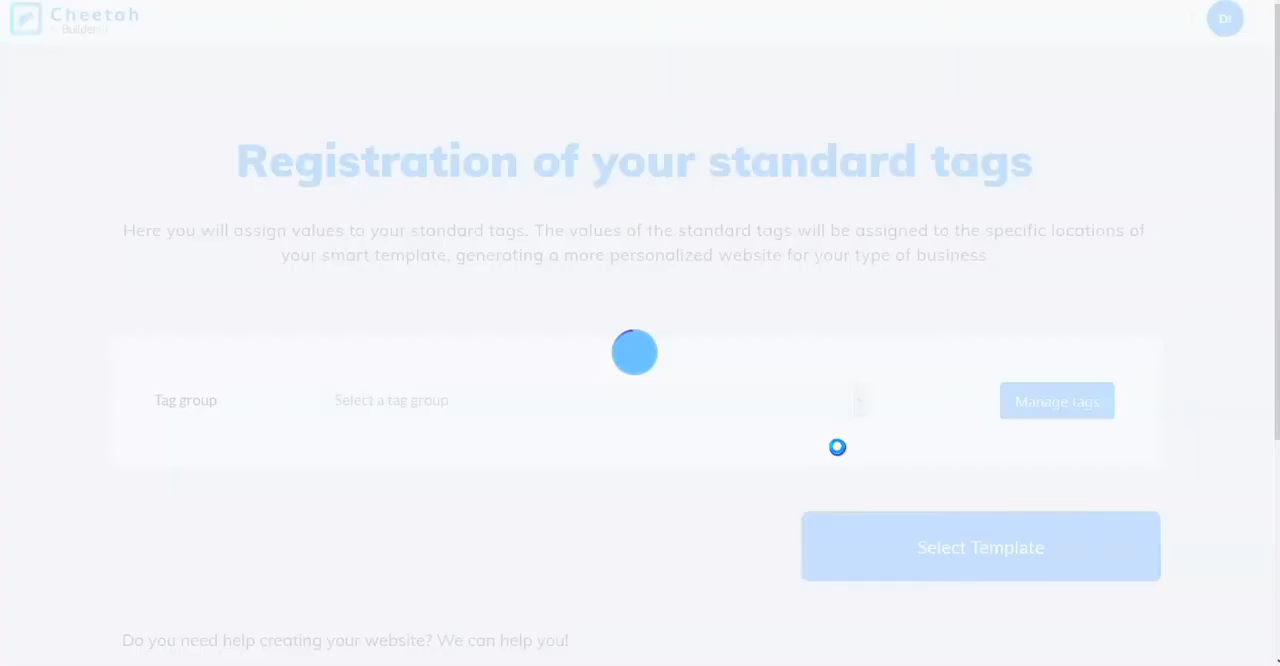 Cheetah
Builder
DI
Registration of your standard tags
Here you will assign values to your standard tags. The values of the standard tags will be assigned to the specific locations of
your smart template, generating a more personalized website for your type of business
Tag group
Select a tag group
Manage tags
Select Template
Do you need help creating your website? We can help you!